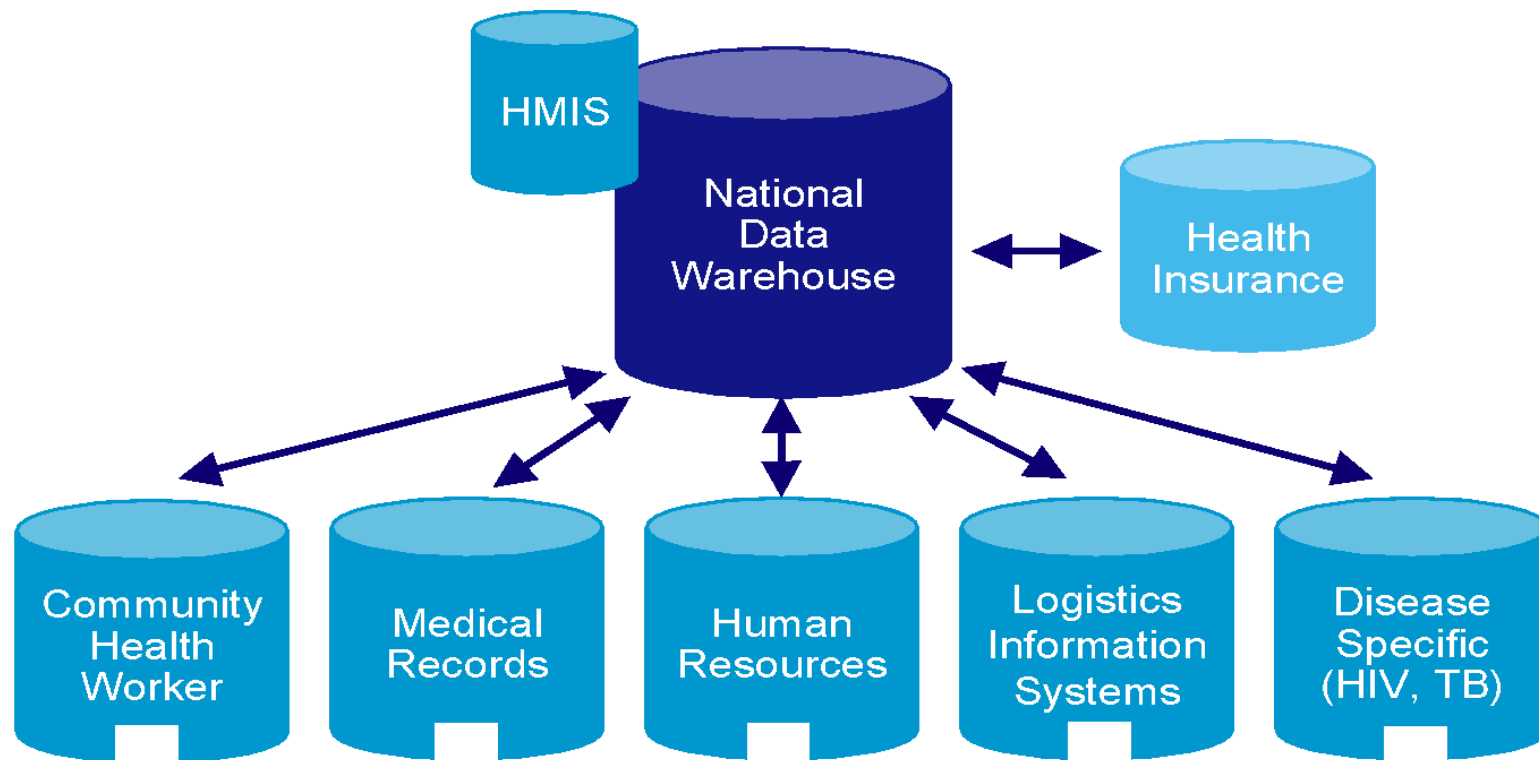 HMIS
National
Data
Warehouse
Health
Insurance
Community
Health
Worker
Medical
Records
Human
Resources
Logistics
Information
Systems
Disease
Specific
(HIV, TB)